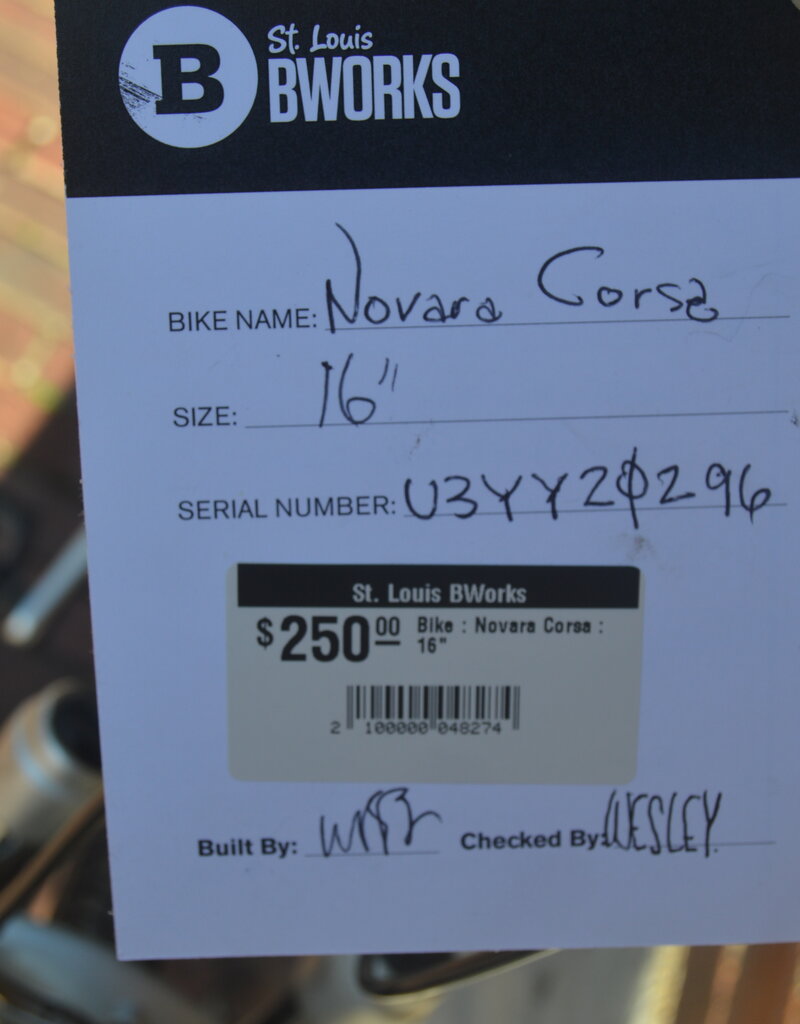 B
St. Louis
BWORKS
BIKE NAME: Novara Corsa
SIZE: 16"
SERIAL NUMBER: U3YY20296
St. Louis BWorks
$250.00 Bike : Novara Corsa :
16"
2 100000 048274
Built By: Checked By: WESLEY